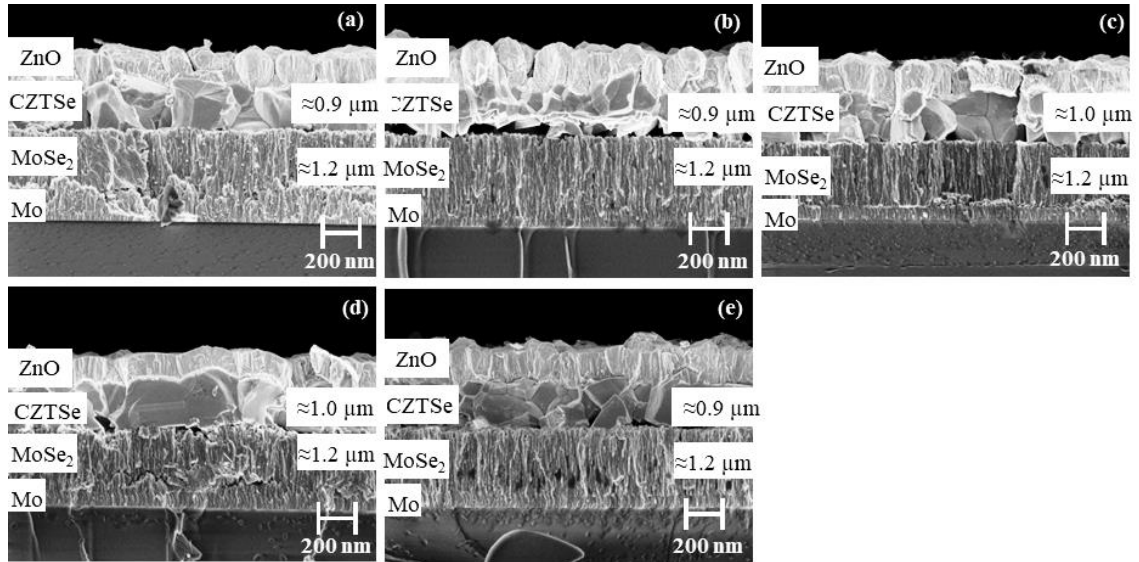 (a)
ZnO
CZTSe
≈0.9 µm
MoSe₂
≈1.2 µm
Mo
200 nm
(b)
ZnO
CZTSe
≈0.9 µm
MoSe₂
≈1.2 µm
Mo
200 nm
(c)
ZnO
CZTSe
≈1.0 µm
MoSe₂
≈1.2 µm
Mo
200 nm
(d)
ZnO
CZTSe
≈1.0 µm
MoSe₂
≈1.2 µm
Mo
200 nm
(e)
ZnO
CZTSe
≈0.9 µm
MoSe₂
≈1.2 µm
Mo
200 nm